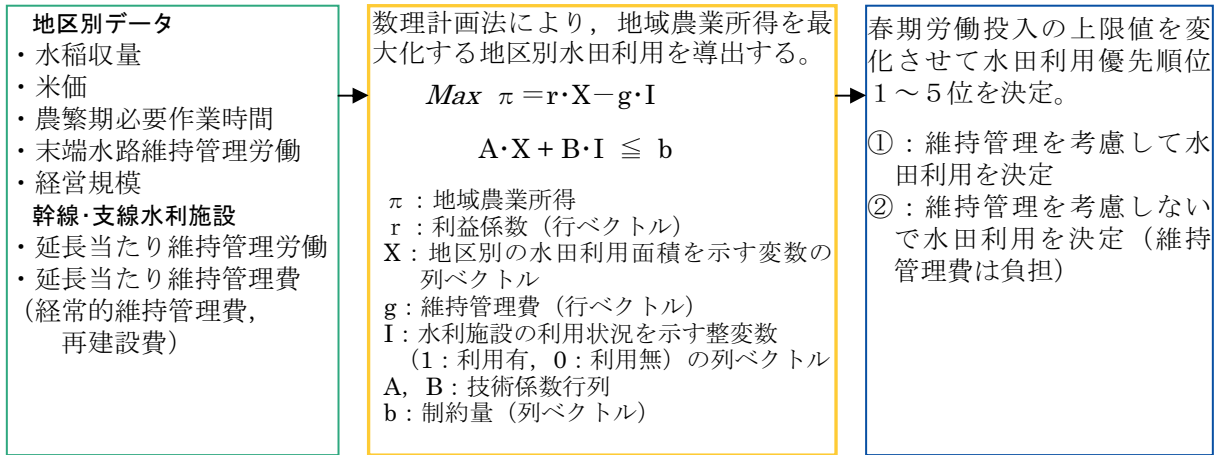 地区別データ
・水稲収量
・米価
・農繁期必要作業時間
・末端水路維持管理労働
・経営規模
幹線・支線水利施設
・延長当たり維持管理労働
・延長当たり維持管理費
（経常的維持管理費，
再建設費）
数理計画法により，地域農業所得を最
大化する地区別水田利用を導出する。
Max π＝r・X－g・I
A・X + B・I ≦ b
π：地域農業所得
r：利益係数（行ベクトル）
X：地区別の水田利用面積を示す変数の
列ベクトル
g：維持管理費（行ベクトル）
I：水利施設の利用状況を示す整変数
（1：利用有，0：利用無）の列ベクトル
A，B：技術係数行列
b：制約量（列ベクトル）
春期労働投入の上限値を変
化させて水田利用優先順位
１～５位を決定。
①：維持管理を考慮して水
田利用を決定
②：維持管理を考慮しない
で水田利用を決定（維持
管理費は負担）